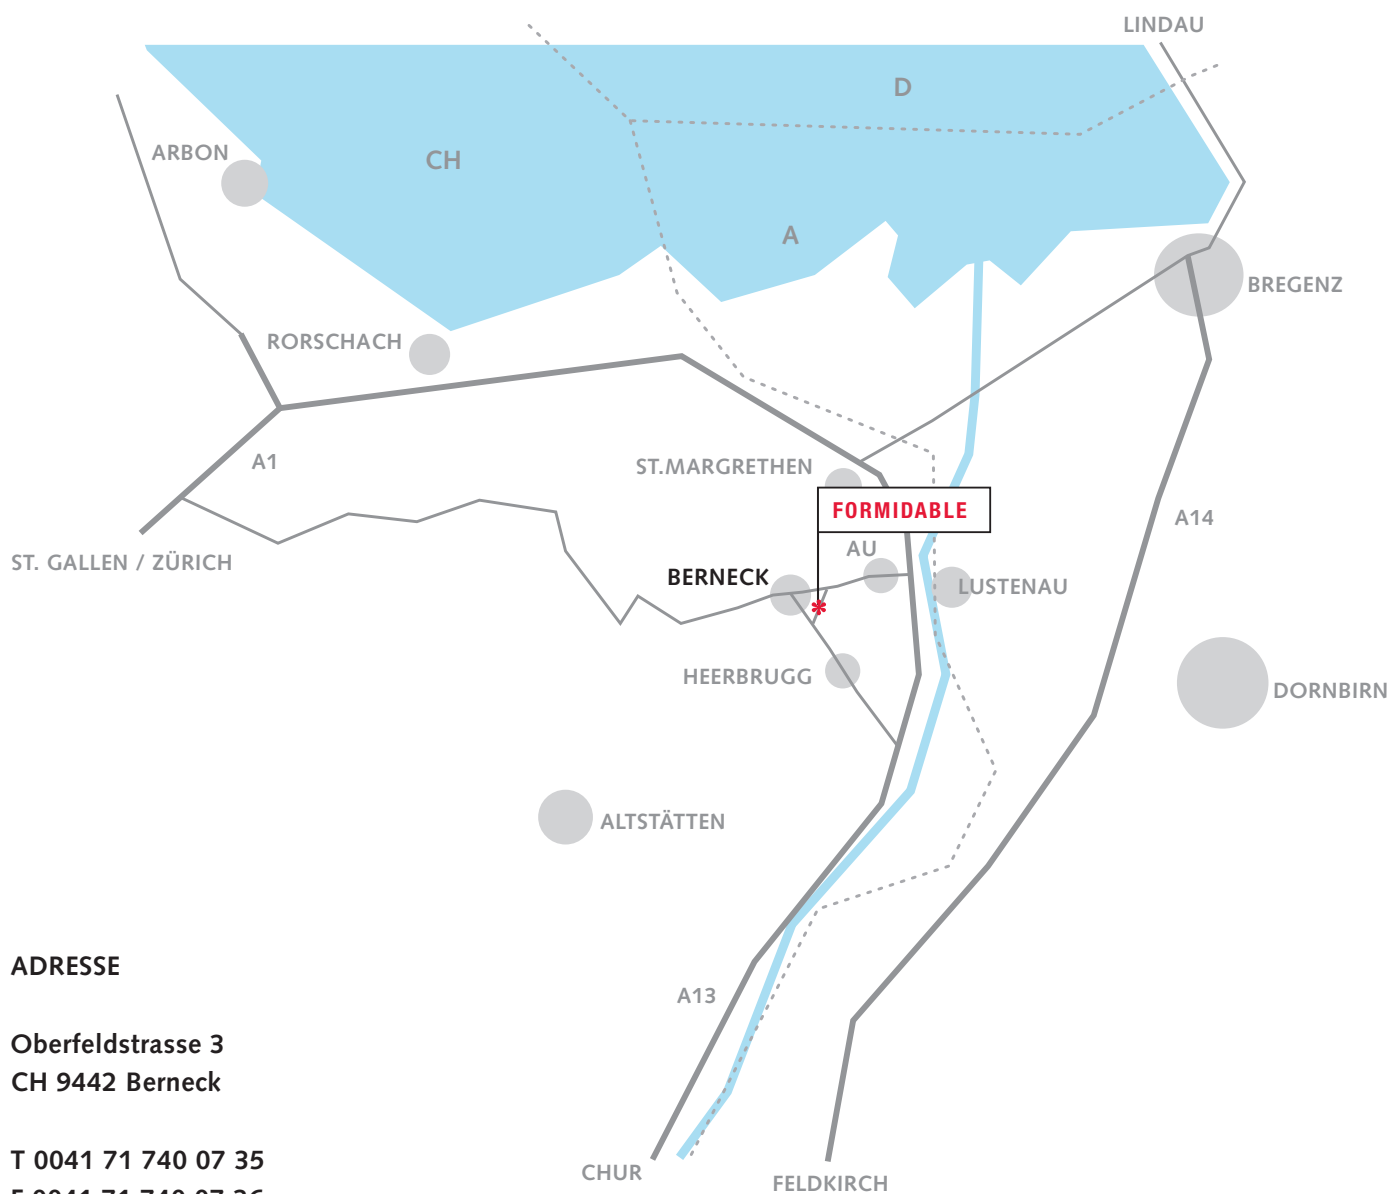 LINDAU
D
ARBON
CH
A
BREGENZ
RORSCHACH
A1
ST.MARGRETHEN
FORMIDABLE
A14
AU
ST. GALLEN / ZÜRICH
BERNECK
LUSTENAU
HEERBRUGG
DORNBIRN
ALTSTÄTTEN
ADRESSE
A13
Oberfeldstrasse 3
CH 9442 Berneck
T 0041 71 740 07 35
CHUR
FELDKIRCH